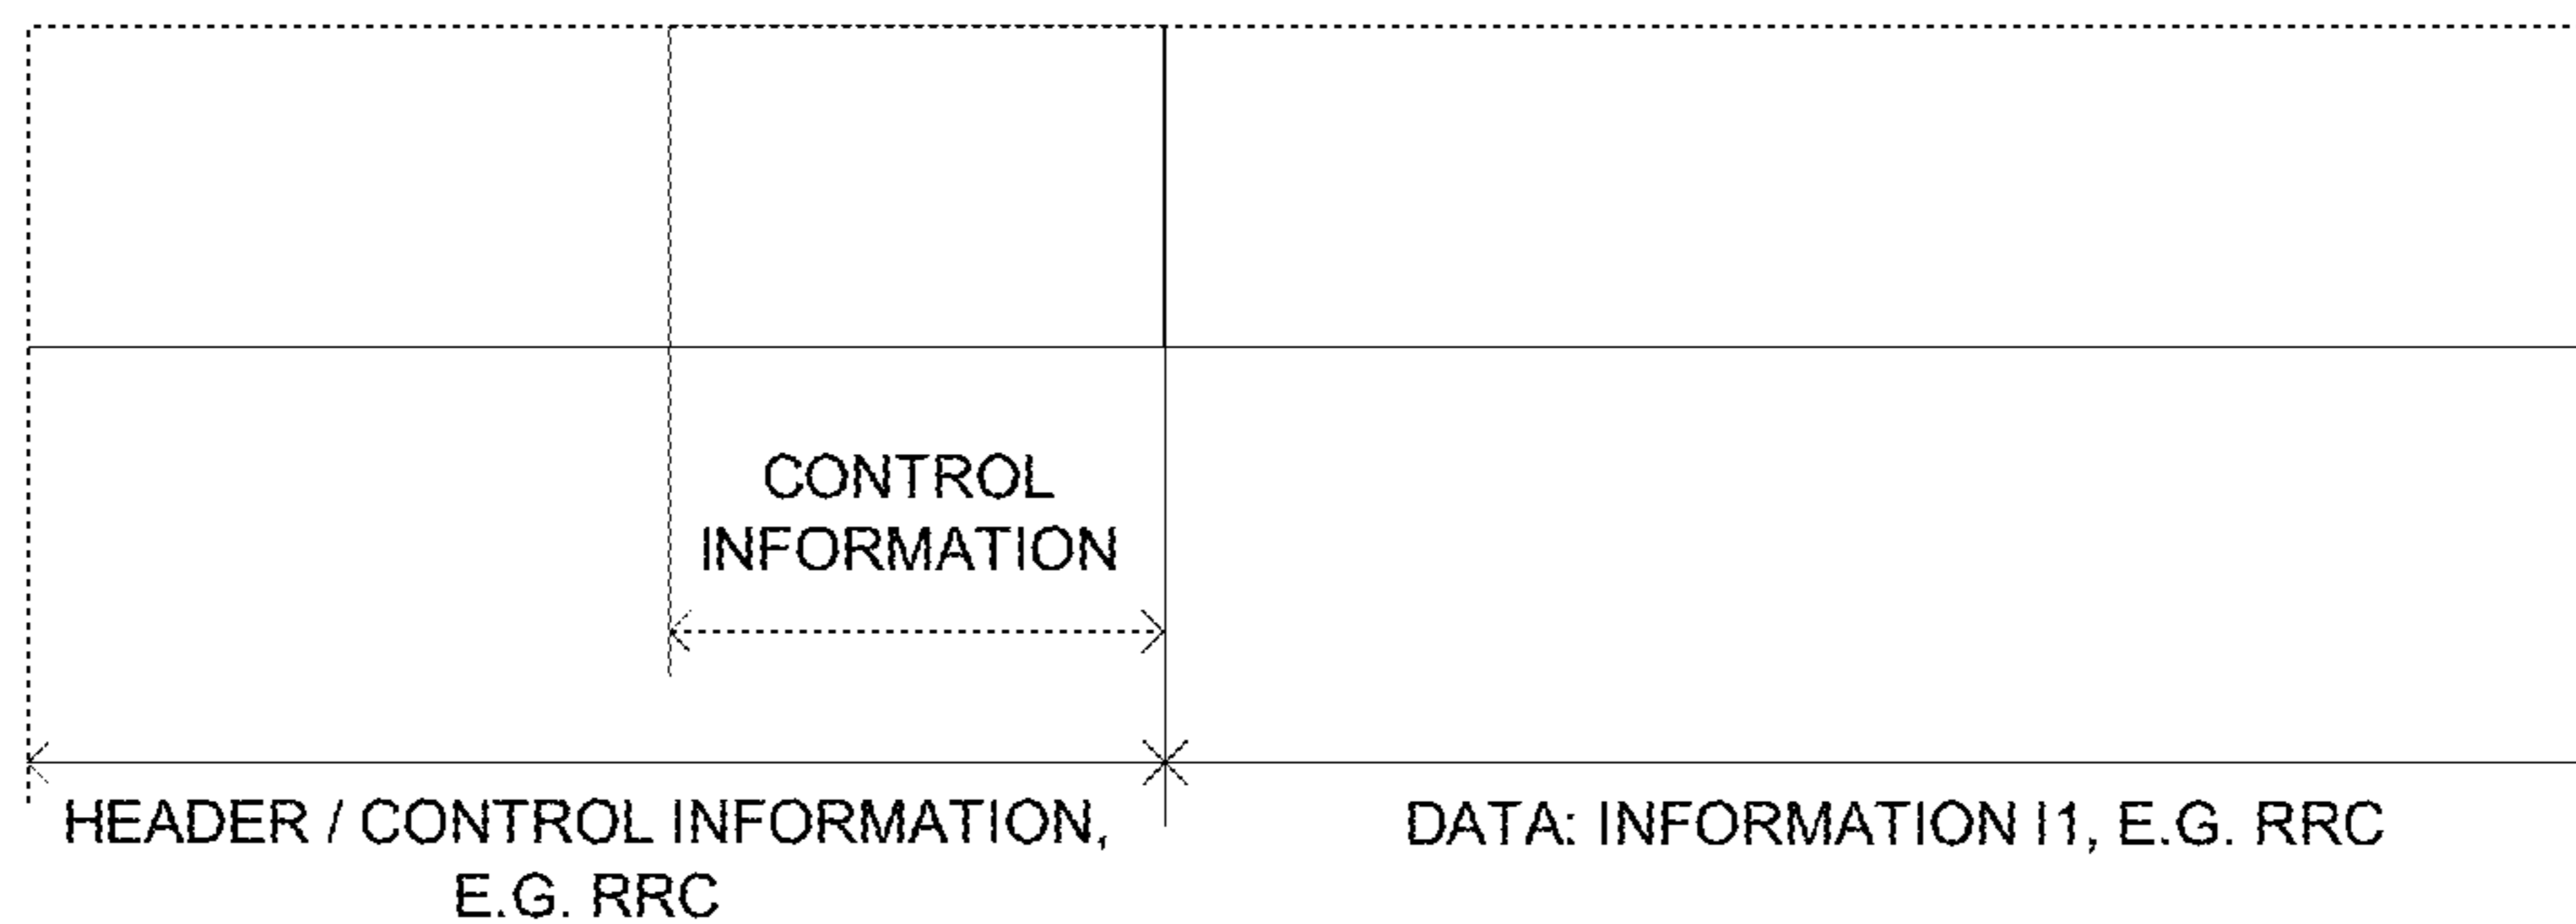 CONTROL
INFORMATION
HEADER / CONTROL INFORMATION,
E.G. RRC
DATA: INFORMATION I1, E.G. RRC